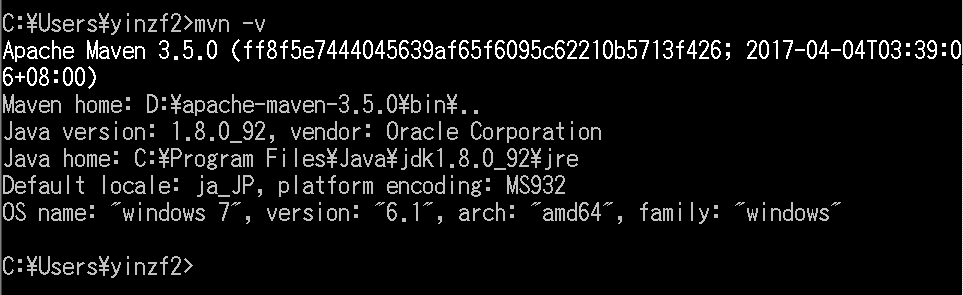 C:¥Users¥yinzf2>mvn -v
Apache Maven 3.5.0 (ff8f5e7444045639af65f6095c62210b5713f426; 2017-04-04T03:39:0
6+08:00)
Maven home: D:¥apache-maven-3.5.0¥bin¥..
Java version: 1.8.0_92, vendor: Oracle Corporation
Java home: C:¥Program Files¥Java¥jdk1.8.0_92¥jre
Default locale: ja_JP, platform encoding: MS932
OS name: "windows 7", version: "6.1", arch: "amd64", family: "windows"
C:¥Users¥yinzf2>